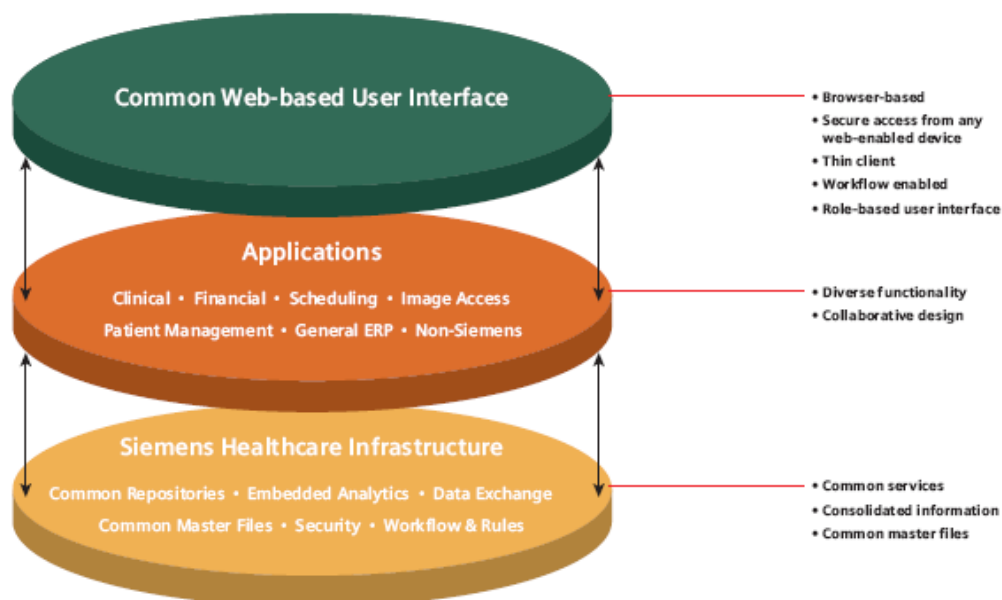 Common Web-based User Interface
• Browser-based
• Secure access from any
web-enabled device
• Thin client
• Workflow enabled
• Role-based user interface
Applications
Clinical • Financial • Scheduling • Image Access
Patient Management • General ERP • Non-Siemens
• Diverse functionality
• Collaborative design
Siemens Healthcare Infrastructure
Common Repositories • Embedded Analytics • Data Exchange
Common Master Files • Security • Workflow & Rules
• Common services
• Consolidated information
• Common master files